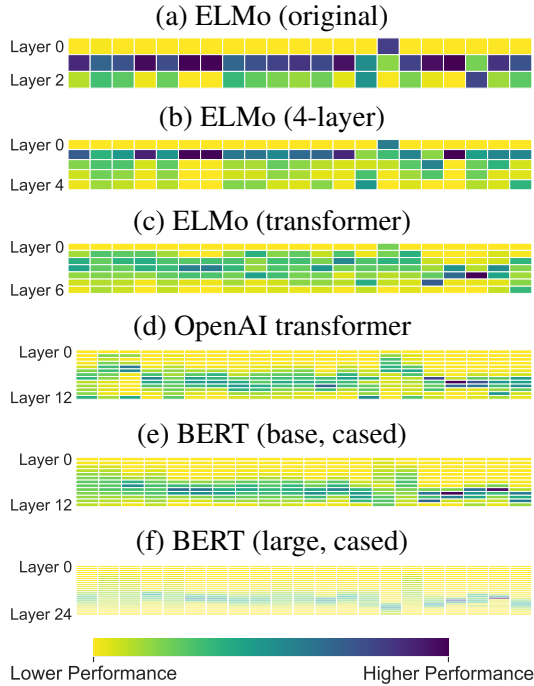 (a) ELMo (original)
Layer 0
Layer 2
(b) ELMo (4-layer)
Layer 0
Layer 4
(c) ELMo (transformer)
Layer 0
Layer 6
(d) OpenAI transformer
Layer 0
Layer 12
(e) BERT (base, cased)
Layer 0
Layer 12
(f) BERT (large, cased)
Layer 0
Layer 24
Lower Performance Higher Performance